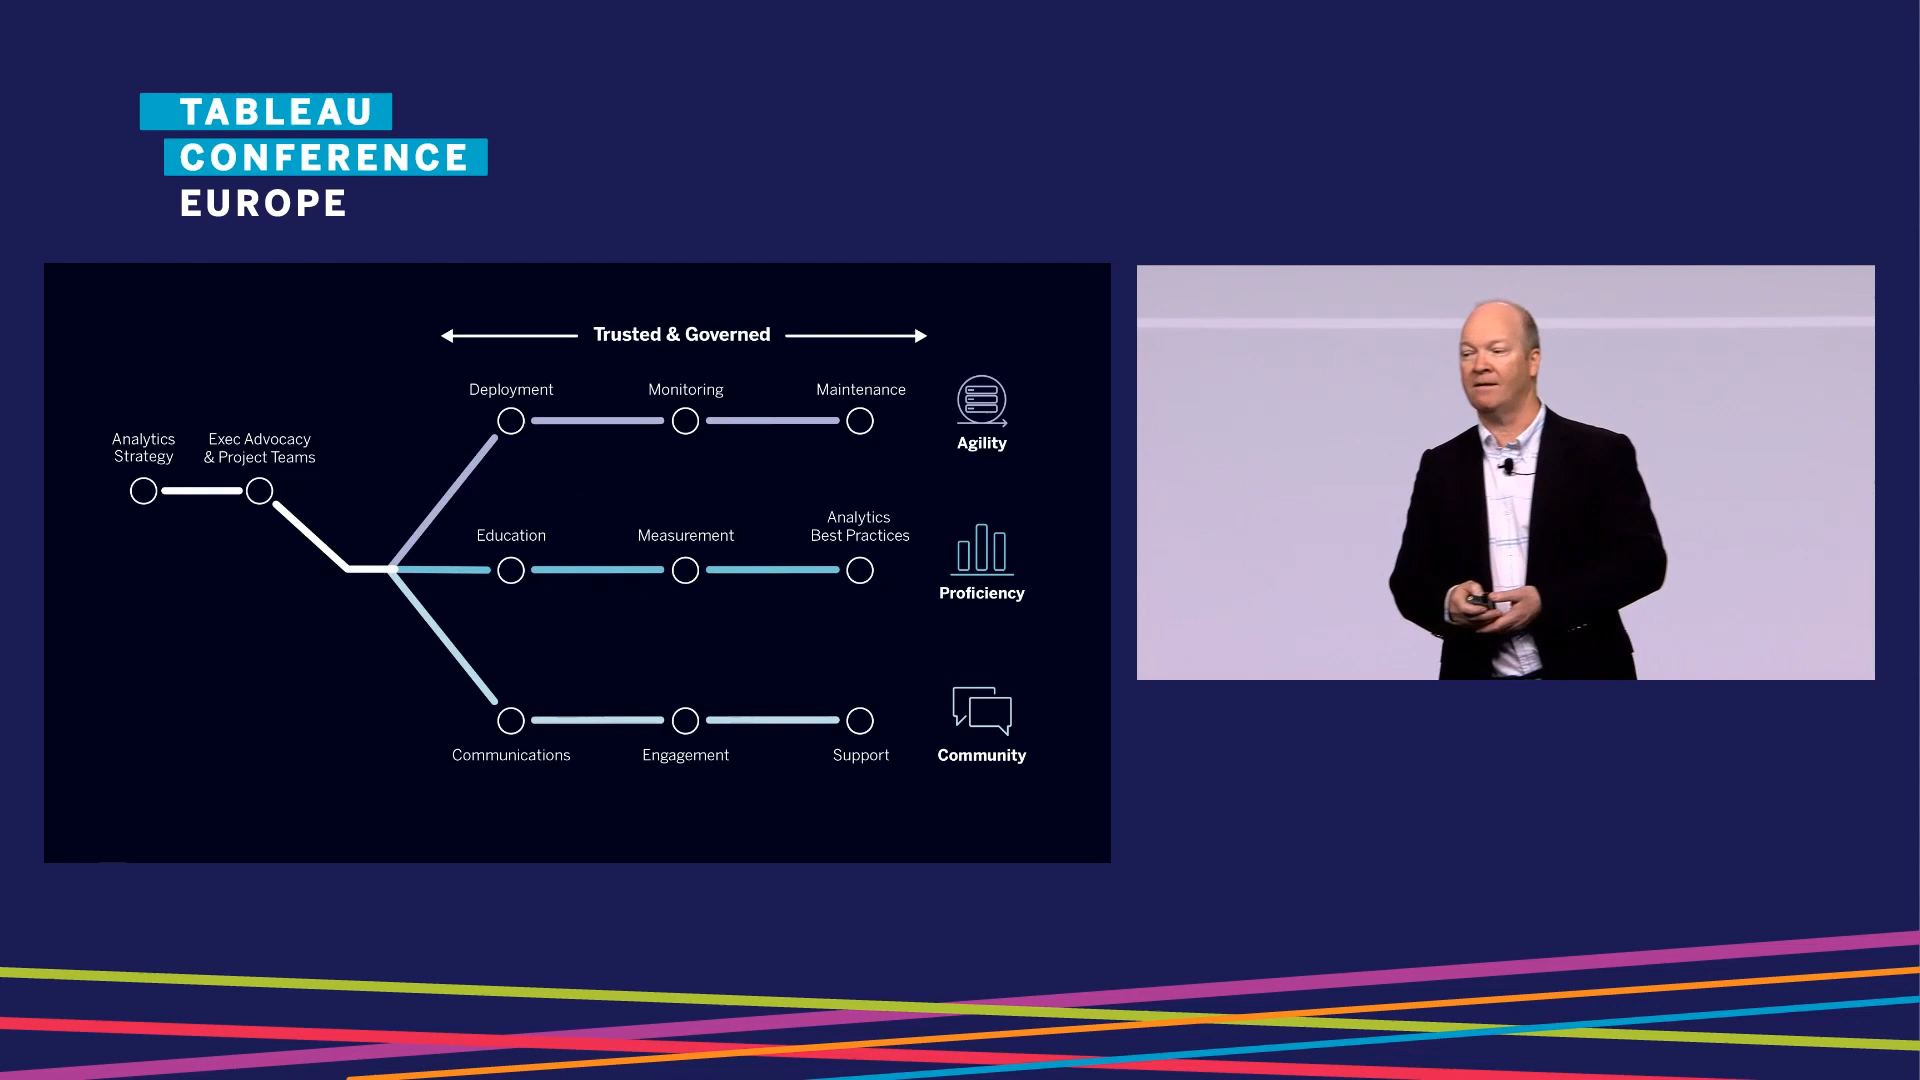 TABLEAU
CONFERENCE
EUROPE
Trusted & Governed
Deployment
Monitoring
Maintenance
Agility
Analytics
Strategy
Exec Advocacy
& Project Teams
Education
Measurement
Analytics
Best Practices
Proficiency
Communications
Engagement
Support
Community